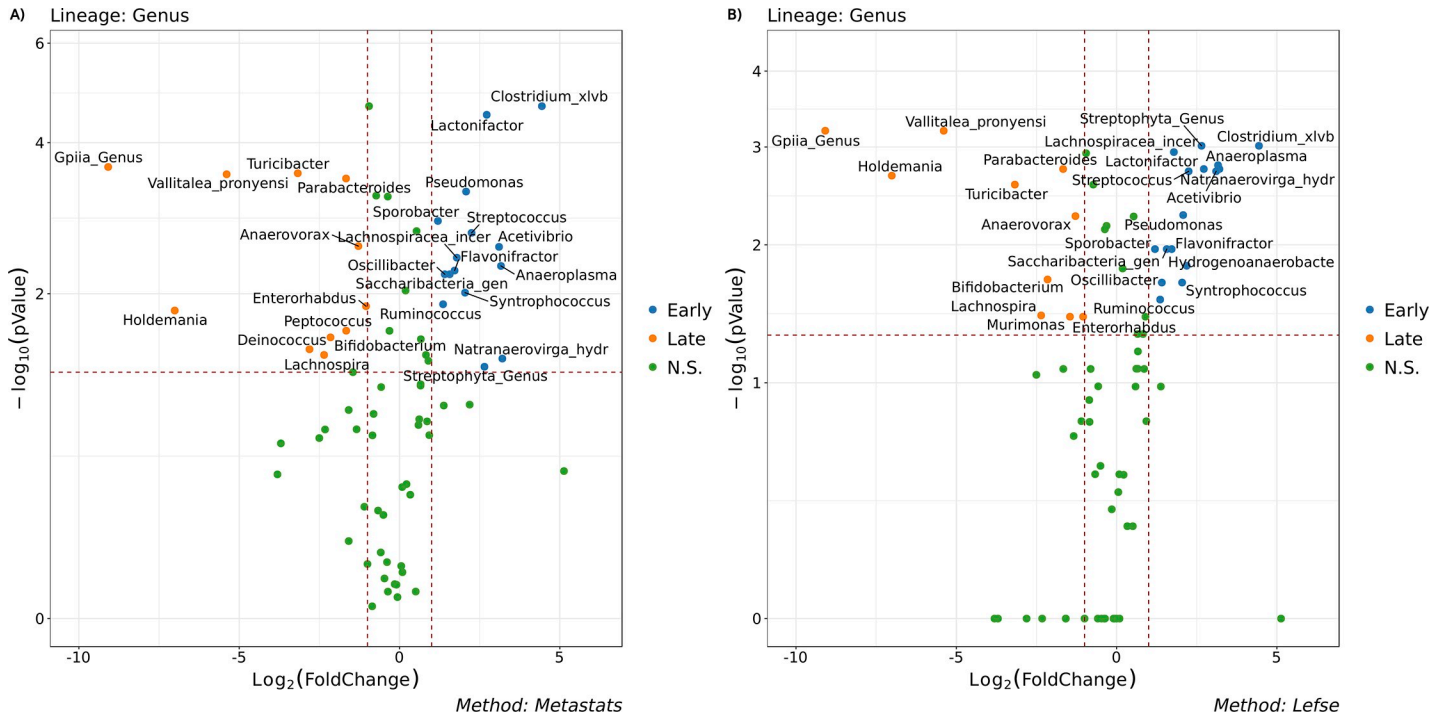 A) Lineage: Genus
6
4
2
0
-10 -5 0 5
−log10(pValue)
Log2(FoldChange)
Clostridium_xlvb
Lactonifactor
Gpiia_Genus
Turicibacter
Vallitalea_pronyensi
Parabacteroides
Pseudomonas
Sporobacter
Streptococcus
Anaerovorax
Lachnospiracea_incer
Acetivibrio
Flavonifractor
Oscillibacter
Anaeroplasma
Saccharibacteria_gen
Enterorhabdus
Syntrophococcus
Ruminococcus
Holdemania
Peptococcus
Deinococcus
Bifidobacterium
Natranaerovirga_hydr
Lachnospira
Streptophyta_Genus
Early
Late
N.S.
Method: Metastats
B) Lineage: Genus
4
3
2
1
0
-10 -5 0 5
−log10(pValue)
Log2(FoldChange)
Streptophyta_Genus
Vallitalea_pronyensi
Gpiia_Genus
Lachnospiracea_incer
Clostridium_xlvb
Holdemania
Parabacteroides
Lactonifactor
Anaeroplasma
Streptococcus
Natranaerovirga_hydr
Turicibacter
Acetivibrio
Anaerovorax
Pseudomonas
Sporobacter
Flavonifractor
Saccharibacteria_gen
Hydrogenoanaerobacte
Bifidobacterium
Oscillibacter
Syntrophococcus
Lachnospira
Ruminococcus
Murimonas
Enterorhabdus
Early
Late
N.S.
Method: Lefse